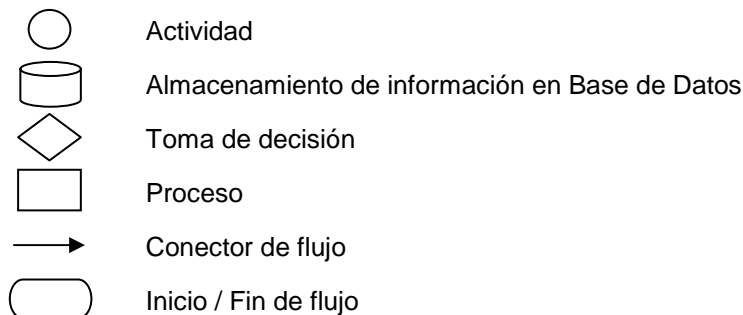 Actividad
Almacenamiento de información en Base de Datos
Toma de decisión
Proceso
Conector de flujo
Inicio / Fin de flujo